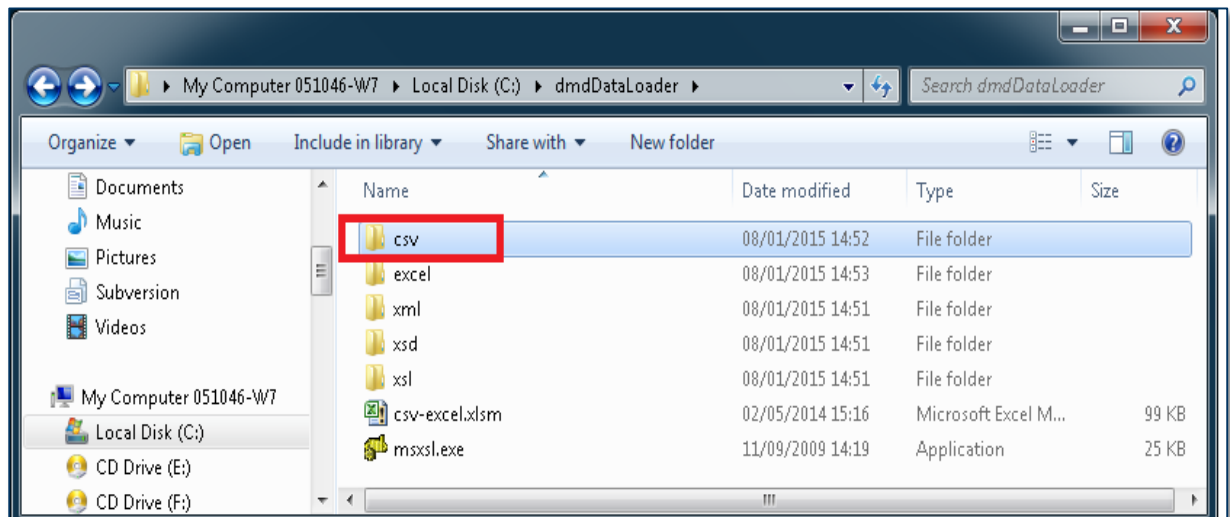 My Computer 051046-W7 Local Disk (C:) dmdDataLoader Search dmdDataLoader
Organize Open Include in library Share with New folder
Documents
Music
Pictures
Subversion
Videos
My Computer 051046-W7
Local Disk (C:)
CD Drive (E:)
CD Drive (F:)
Name Date modified Type Size
csv 08/01/2015 14:52 File folder
excel 08/01/2015 14:53 File folder
xml 08/01/2015 14:51 File folder
xsd 08/01/2015 14:51 File folder
xsl 08/01/2015 14:51 File folder
csv-excel.xlsm 02/05/2014 15:16 Microsoft Excel M... 99 KB
msxsl.exe 11/09/2009 14:19 Application 25 KB